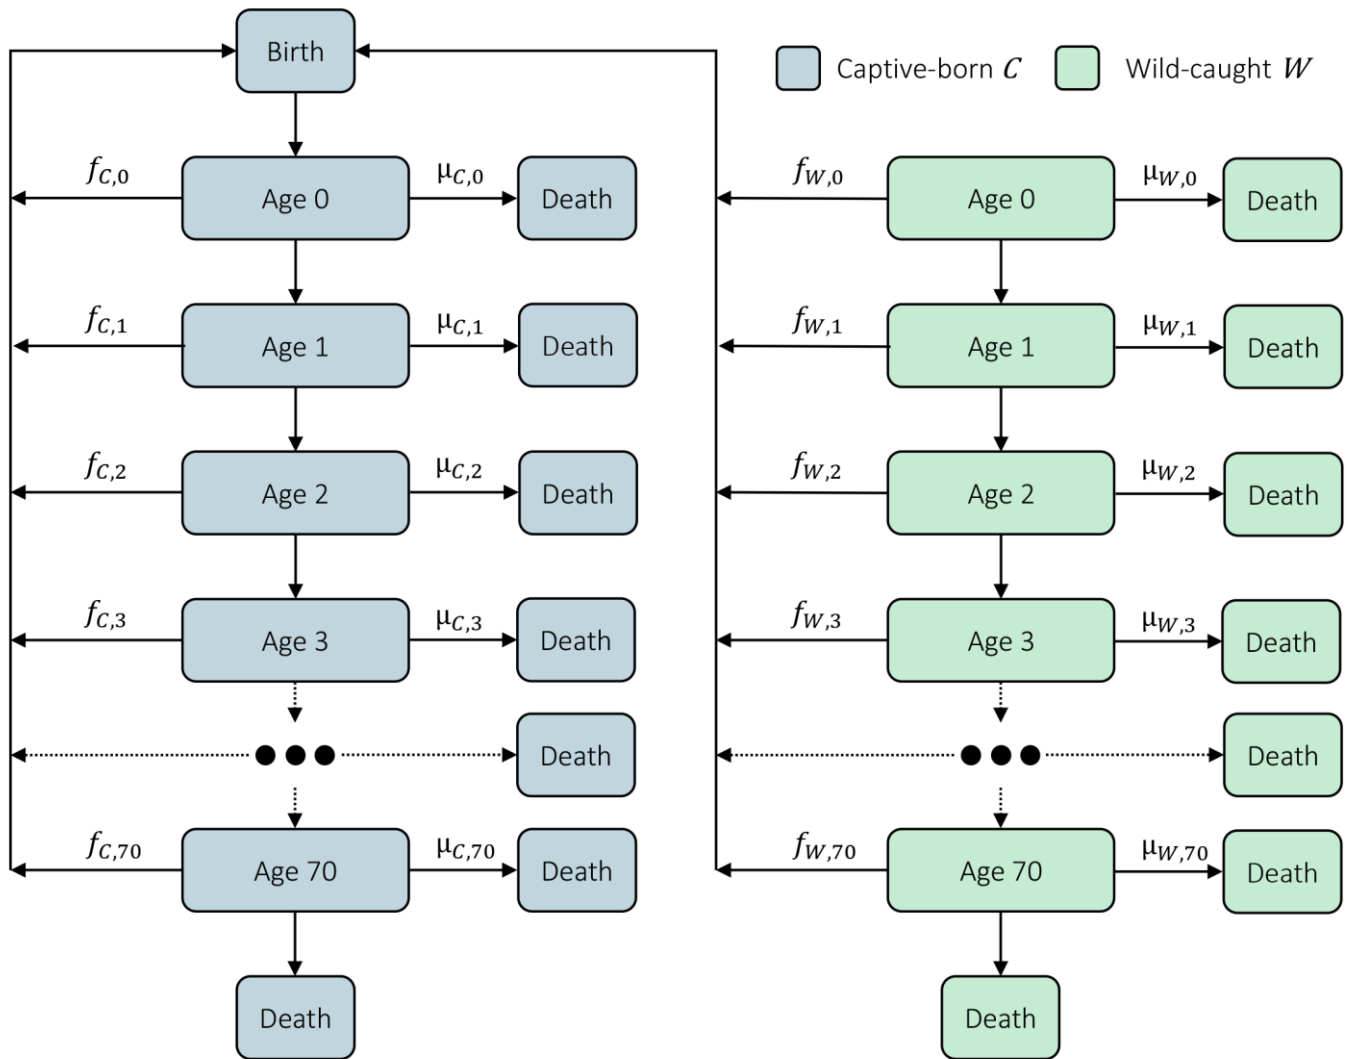 Birth
Captive-born C
Wild-caught W
f_{C,0}
Age 0
μ_{C,0}
Death
f_{W,0}
Age 0
μ_{W,0}
Death
f_{C,1}
Age 1
μ_{C,1}
Death
f_{W,1}
Age 1
μ_{W,1}
Death
f_{C,2}
Age 2
μ_{C,2}
Death
f_{W,2}
Age 2
μ_{W,2}
Death
f_{C,3}
Age 3
μ_{C,3}
Death
f_{W,3}
Age 3
μ_{W,3}
Death
Death
Death
f_{C,70}
Age 70
μ_{C,70}
Death
f_{W,70}
Age 70
μ_{W,70}
Death
Death
Death